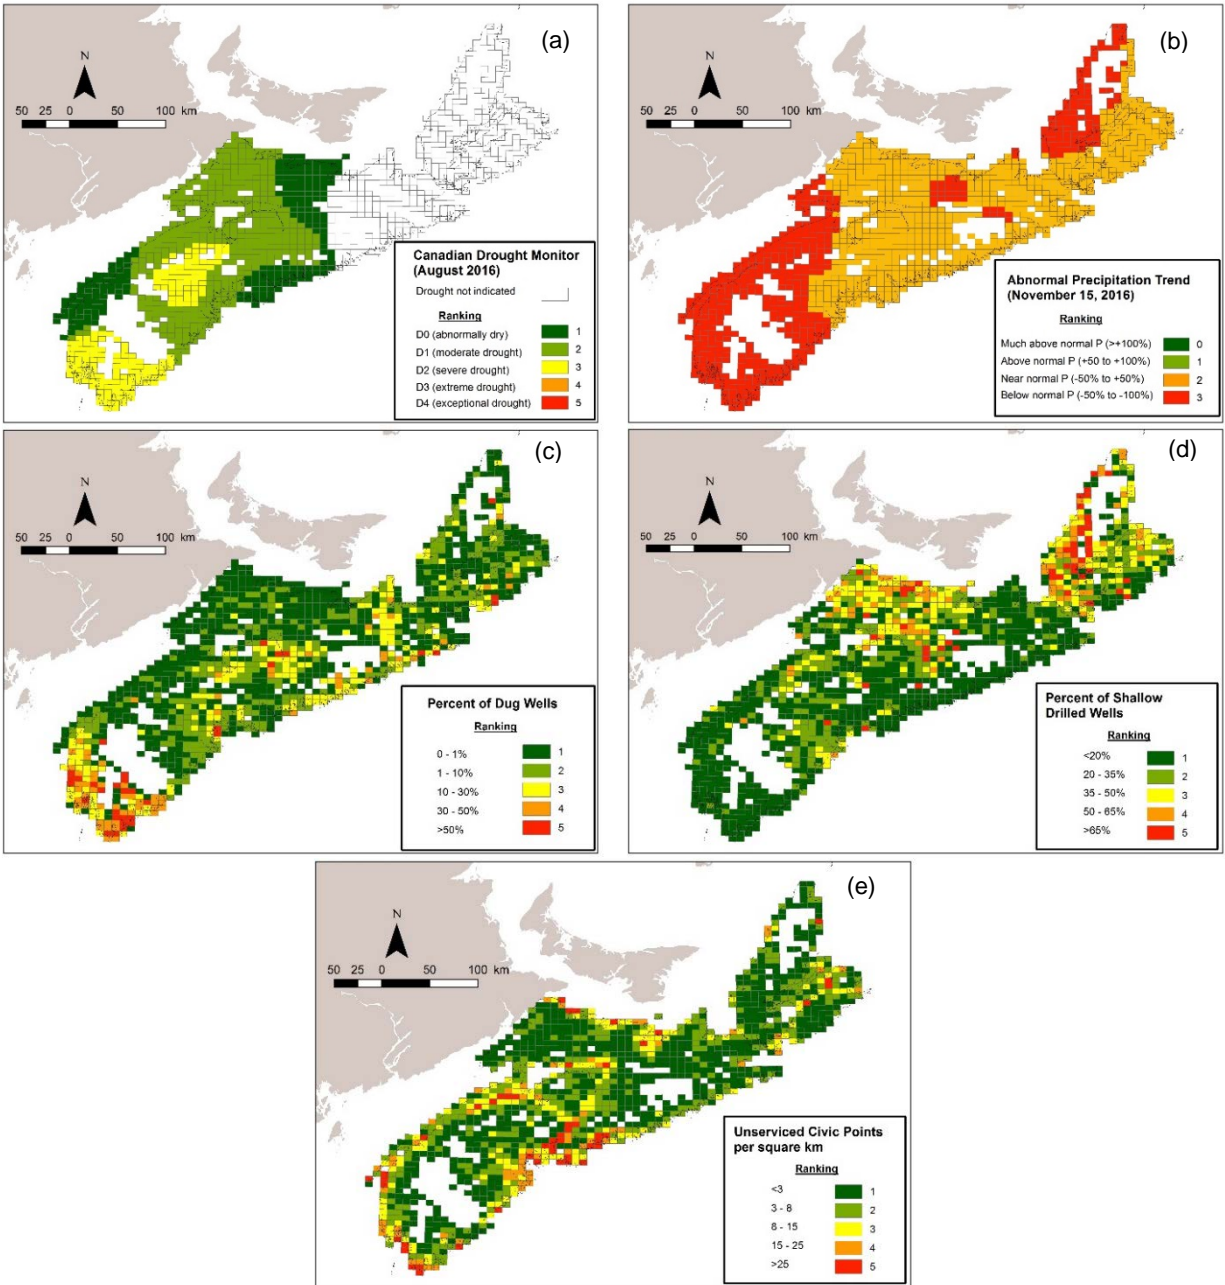 (a)
N
50 25 0 50 100 km
Canadian Drought Monitor
(August 2016)
Drought not indicated
Ranking
D0 (abnormally dry) 1
D1 (moderate drought) 2
D2 (severe drought) 3
D3 (extreme drought) 4
D4 (exceptional drought) 5
(b)
N
50 25 0 50 100 km
Abnormal Precipitation Trend
(November 15, 2016)
Ranking
Much above normal P (>+100%) 0
Above normal P (+50 to +100%) 1
Near normal P (-50% to +50%) 2
Below normal P (-50% to -100%) 3
(c)
N
50 25 0 50 100 km
Percent of Dug Wells
Ranking
0 - 1% 1
1 - 10% 2
10 - 30% 3
30 - 50% 4
>50% 5
(d)
N
50 25 0 50 100 km
Percent of Shallow
Drilled Wells
Ranking
<20% 1
20 - 35% 2
35 - 50% 3
50 - 65% 4
>65% 5
(e)
N
50 25 0 50 100 km
Unserviced Civic Points
per square km
Ranking
<3 1
3 - 8 2
8 - 15 3
15 - 25 4
>25 5